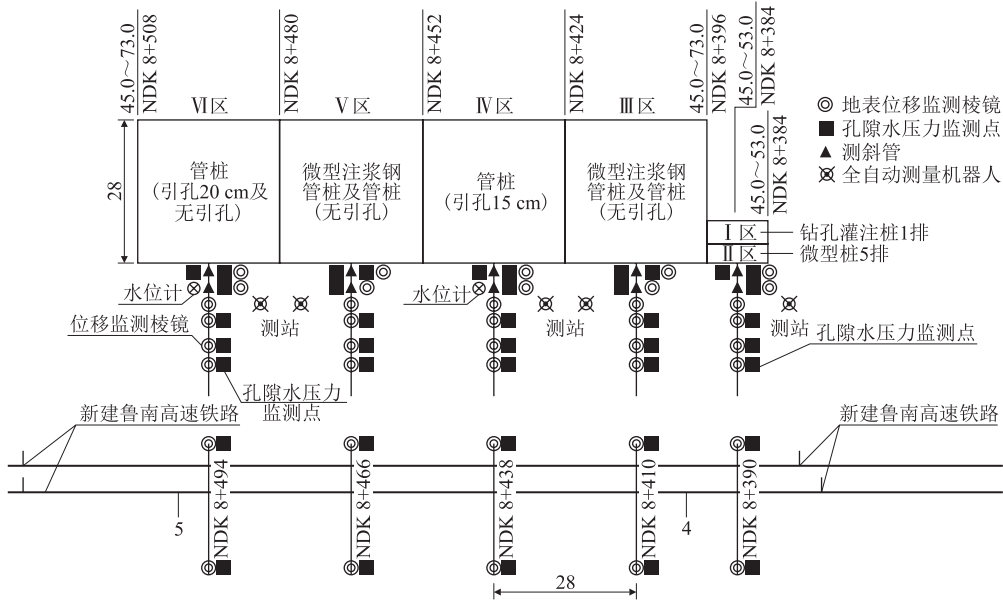 45.0～73.0
NDK 8+508
NDK 8+480
NDK 8+452
NDK 8+424
45.0～73.0
NDK 8+396
45.0～53.0
NDK 8+384
Ⅵ区
Ⅴ区
Ⅳ区
Ⅲ区
地表位移监测棱镜
孔隙水压力监测点
测斜管
全自动测量机器人
45.0～53.0
NDK 8+384
28
管桩
(引孔20 cm及
无引孔)
微型注浆钢
管桩及管桩
(无引孔)
管桩
(引孔15 cm)
微型注浆钢
管桩及管桩
(无引孔)
Ⅰ区
钻孔灌注桩1排
Ⅱ区
微型桩5排
水位计
水位计
位移监测棱镜
测站
测站
测站
孔隙水压力监测点
孔隙水压力
监测点
新建鲁南高速铁路
新建鲁南高速铁路
NDK 8+494
NDK 8+466
NDK 8+438
NDK 8+410
NDK 8+390
5
4
28